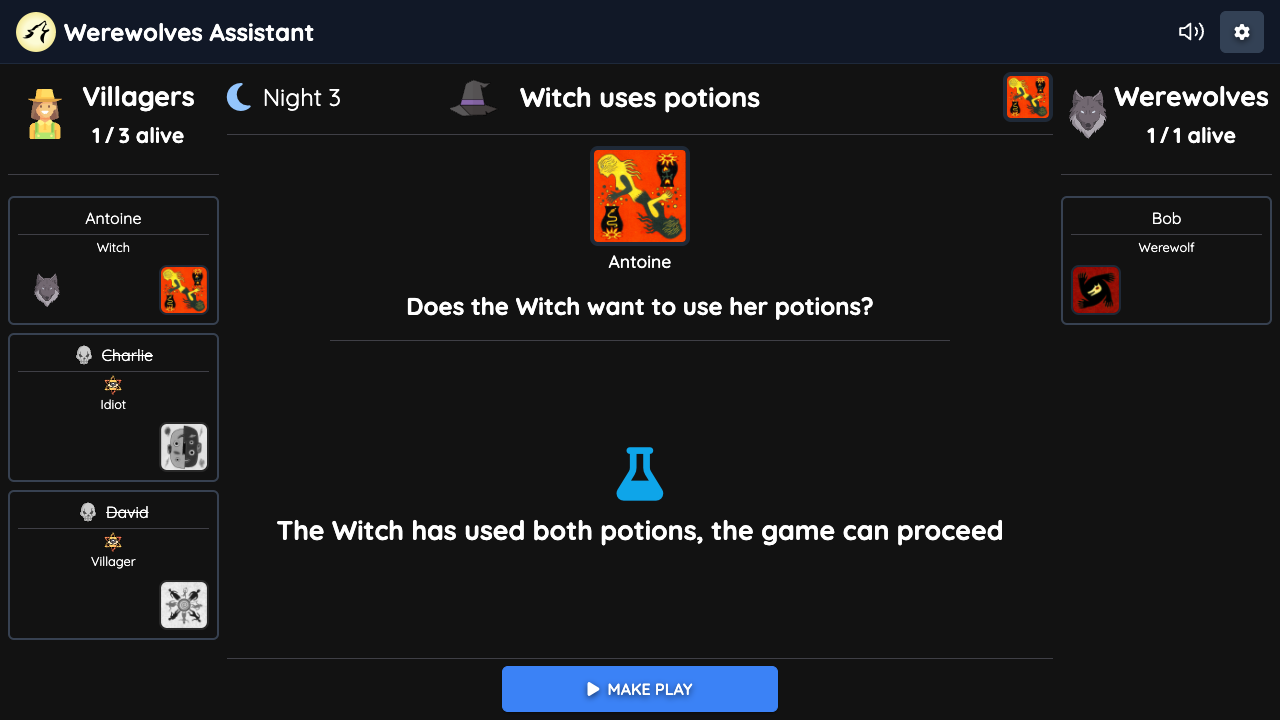 Werewolves Assistant
Villagers
1 / 3 alive
Night 3
Witch uses potions
Werewolves
1 / 1 alive
Antoine
Witch
Charlie
Idiot
David
Villager
Antoine
Does the Witch want to use her potions?
The Witch has used both potions, the game can proceed
MAKE PLAY
Bob
Werewolf